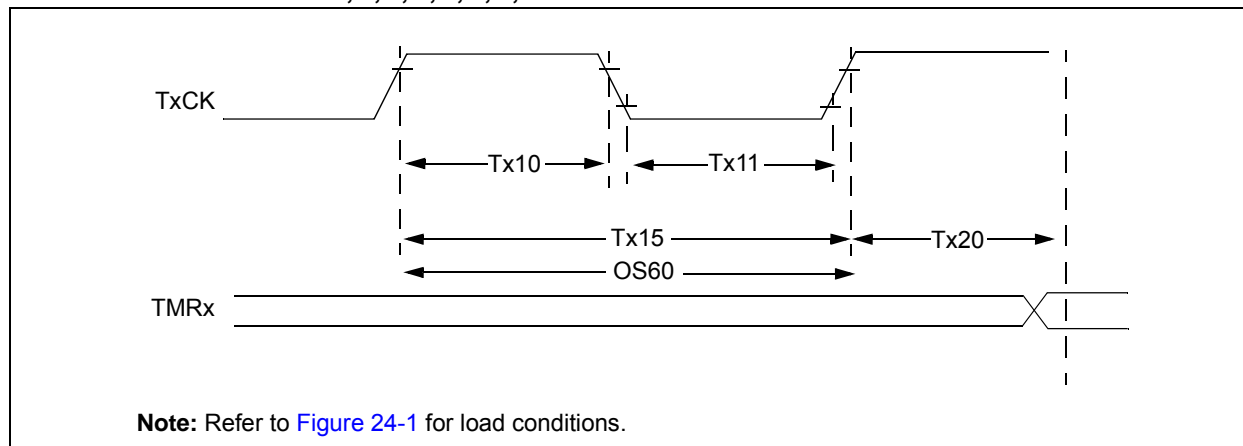 TxCK
Tx10 Tx11
Tx15 Tx20
OS60
TMRx
Note: Refer to Figure 24-1 for load conditions.